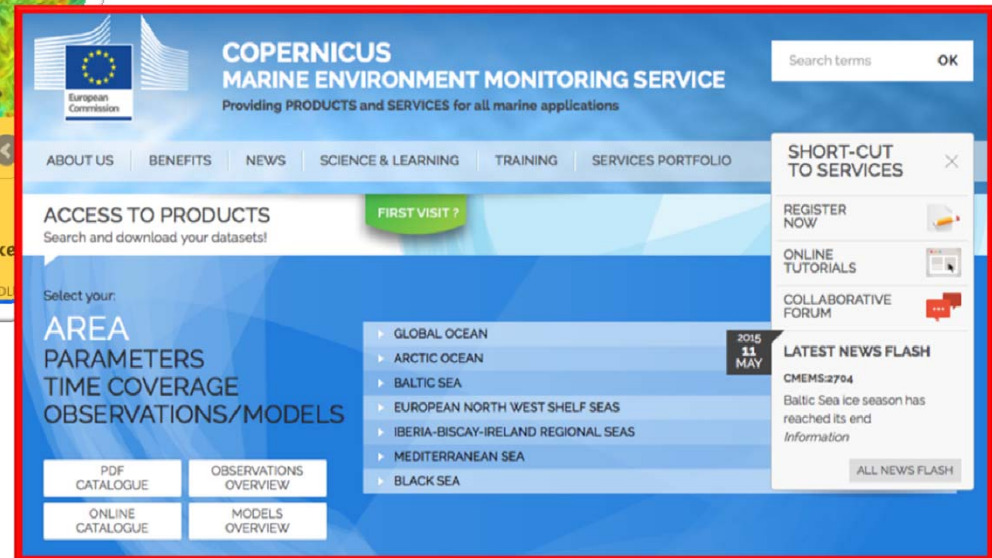 European
Commission
COPERNICUS
MARINE ENVIRONMENT MONITORING SERVICE
Providing PRODUCTS and SERVICES for all marine applications
Search terms OK
ABOUT US BENEFITS NEWS SCIENCE & LEARNING TRAINING SERVICES PORTFOLIO
SHORT-CUT
TO SERVICES
REGISTER
NOW
ONLINE
TUTORIALS
COLLABORATIVE
FORUM
2015
11
MAY
LATEST NEWS FLASH
CMEMS:2704
Baltic Sea ice season has
reached its end
Information
ALL NEWS FLASH
ACCESS TO PRODUCTS
Search and download your datasets!
FIRST VISIT ?
Select your:
AREA
PARAMETERS
TIME COVERAGE
OBSERVATIONS/MODELS
GLOBAL OCEAN
ARCTIC OCEAN
BALTIC SEA
EUROPEAN NORTH WEST SHELF SEAS
IBERIA-BISCAY-IRELAND REGIONAL SEAS
MEDITERRANEAN SEA
BLACK SEA
PDF
CATALOGUE
OBSERVATIONS
OVERVIEW
ONLINE
CATALOGUE
MODELS
OVERVIEW